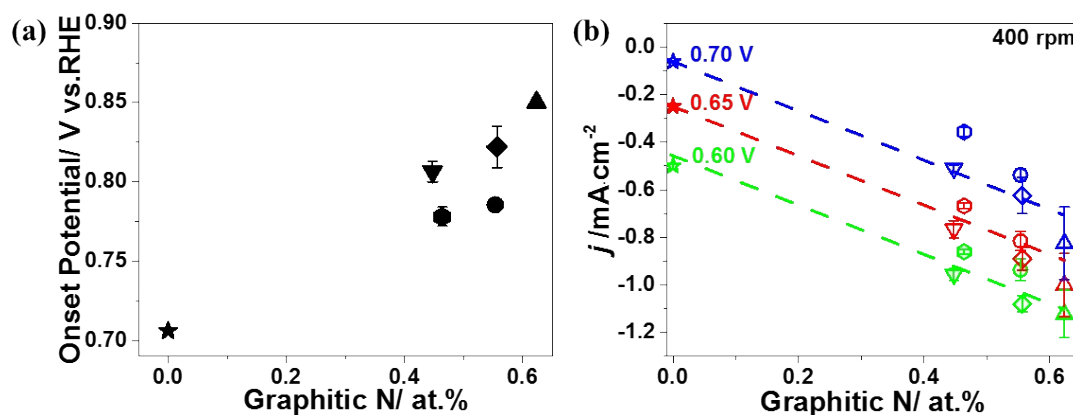 (a)
Onset Potential/ V vs.RHE
0.90
0.85
0.80
0.75
0.70
0.0
0.2
0.4
0.6
Graphitic N/ at.%
(b)
400 rpm
0.70 V
0.65 V
0.60 V
j /mA.cm-2
0.0
-0.2
-0.4
-0.6
-0.8
-1.0
-1.2
0.0
0.2
0.4
0.6
Graphitic N/ at.%